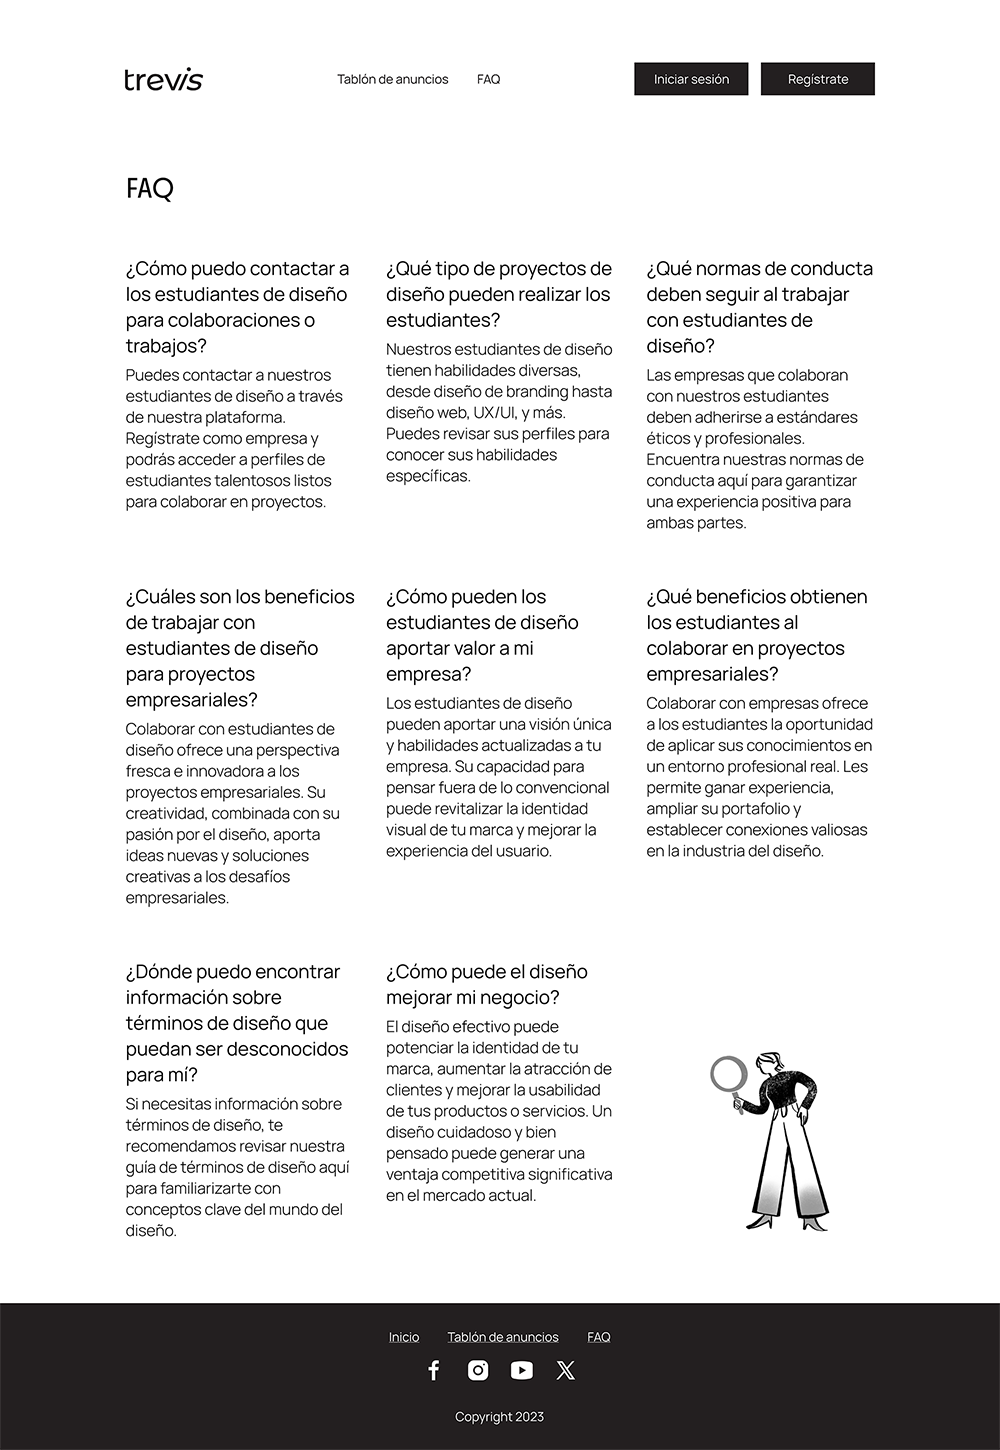 trevis
Tablón de anuncios
FAQ
Iniciar sesión
Regístrate
FAQ
¿Cómo puedo contactar a
los estudiantes de diseño
para colaboraciones o
trabajos?
Puedes contactar a nuestros
estudiantes de diseño a través
de nuestra plataforma.
Regístrate como empresa y
podrás acceder a perfiles de
estudiantes talentosos listos
para colaborar en proyectos.
¿Qué tipo de proyectos de
diseño pueden realizar los
estudiantes?
Nuestros estudiantes de diseño
tienen habilidades diversas,
desde diseño de branding hasta
diseño web, UX/UI, y más.
Puedes revisar sus perfiles para
conocer sus habilidades
específicas.
¿Qué normas de conducta
deben seguir al trabajar
con estudiantes de
diseño?
Las empresas que colaboran
con nuestros estudiantes
deben adherirse a estándares
éticos y profesionales.
Encuentra nuestras normas de
conducta aquí para garantizar
una experiencia positiva para
ambas partes.
¿Cuáles son los beneficios
de trabajar con
estudiantes de diseño
para proyectos
empresariales?
Colaborar con estudiantes de
diseño ofrece una perspectiva
fresca e innovadora a los
proyectos empresariales. Su
creatividad, combinada con su
pasión por el diseño, aporta
ideas nuevas y soluciones
creativas a los desafíos
empresariales.
¿Cómo pueden los
estudiantes de diseño
aportar valor a mi
empresa?
Los estudiantes de diseño
pueden aportar una visión única
y habilidades actualizadas a tu
empresa. Su capacidad para
pensar fuera de lo convencional
puede revitalizar la identidad
visual de tu marca y mejorar la
experiencia del usuario.
¿Qué beneficios obtienen
los estudiantes al
colaborar en proyectos
empresariales?
Colaborar con empresas ofrece
a los estudiantes la oportunidad
de aplicar sus conocimientos en
un entorno profesional real. Les
permite ganar experiencia,
ampliar su portafolio y
establecer conexiones valiosas
en la industria del diseño.
¿Dónde puedo encontrar
información sobre
términos de diseño que
puedan ser desconocidos
para mí?
Si necesitas información sobre
términos de diseño, te
recomendamos revisar nuestra
guía de términos de diseño aquí
para familiarizarte con
conceptos clave del mundo del
diseño.
¿Cómo puede el diseño
mejorar mi negocio?
El diseño efectivo puede
potenciar la identidad de tu
marca, aumentar la atracción de
clientes y mejorar la usabilidad
de tus productos o servicios. Un
diseño cuidadoso y bien
pensado puede generar una
ventaja competitiva significativa
en el mercado actual.
Inicio
Tablón de anuncios
FAQ
Copyright 2023